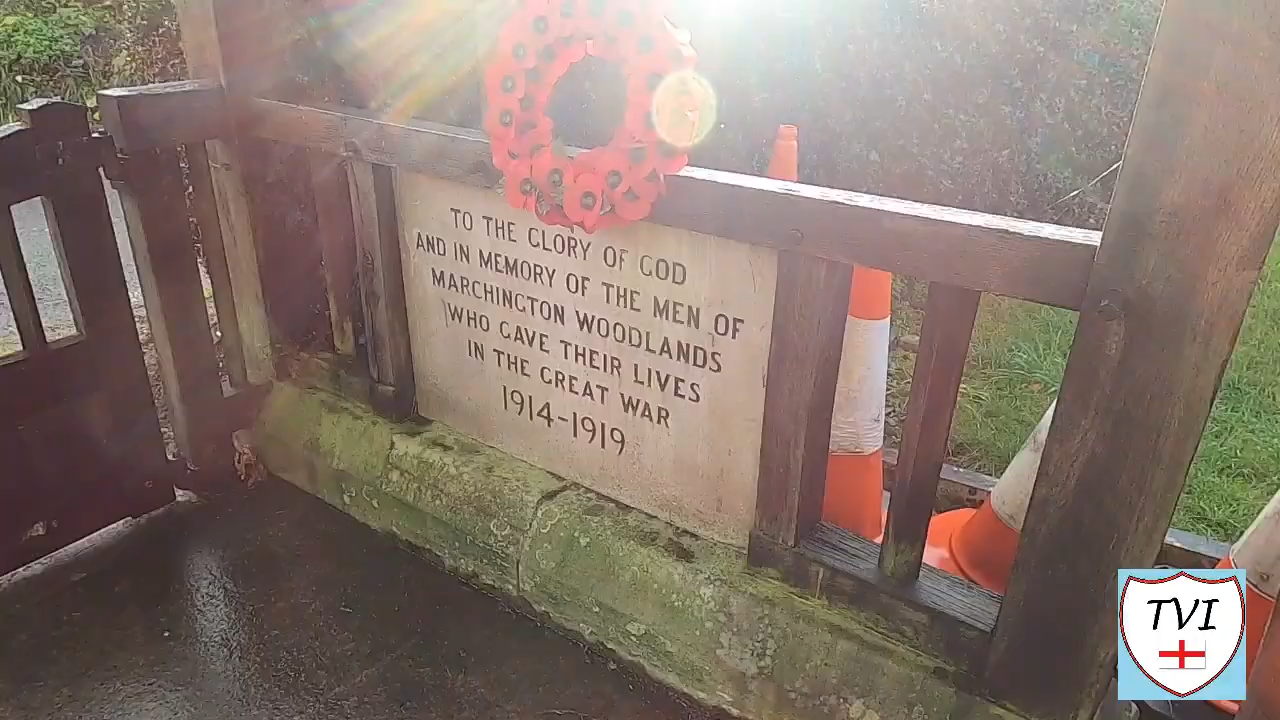 TO THE GLORY OF GOD
AND IN MEMORY OF THE MEN OF
MARCHINGTON WOODLANDS
WHO GAVE THEIR LIVES
IN THE GREAT WAR
1914-1919
TVI